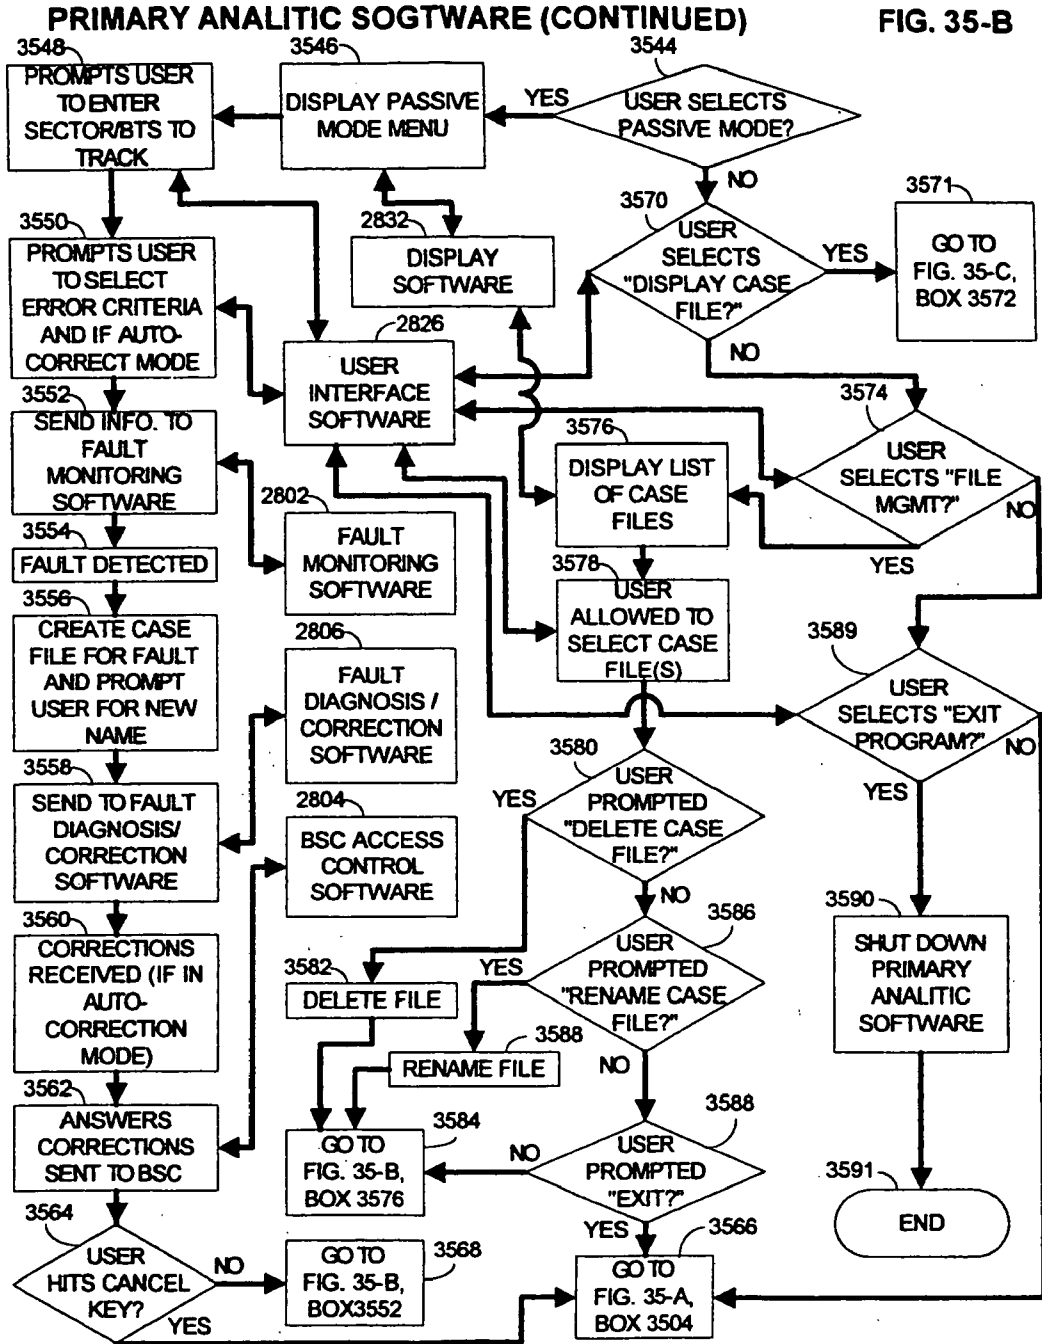 PRIMARY ANALITIC SOGTWARE (CONTINUED)
FIG. 35-B
3548
PROMPTS USER
TO ENTER
SECTOR/BTS TO
TRACK
3546
DISPLAY PASSIVE
MODE MENU
YES
3544
USER SELECTS
PASSIVE MODE?
NO
3550
PROMPTS USER
TO SELECT
ERROR CRITERIA
AND IF AUTO-
CORRECT MODE
2832
DISPLAY
SOFTWARE
3570
USER
SELECTS
"DISPLAY CASE
FILE?"
YES
NO
3571
GO TO
FIG. 35-C,
BOX 3572
2826
USER
INTERFACE
SOFTWARE
3552
SEND INFO. TO
FAULT
MONITORING
SOFTWARE
3576
DISPLAY LIST
OF CASE
FILES
3574
USER
SELECTS "FILE
MGMT?"
NO
YES
2802
FAULT
MONITORING
SOFTWARE
3554
FAULT DETECTED
3578
USER
ALLOWED TO
SELECT CASE
FILE(S)
3556
CREATE CASE
FILE FOR FAULT
AND PROMPT
USER FOR NEW
NAME
2806
FAULT
DIAGNOSIS /
CORRECTION
SOFTWARE
3589
USER
SELECTS "EXIT
PROGRAM?"
NO
YES
3558
SEND TO FAULT
DIAGNOSIS/
CORRECTION
SOFTWARE
2804
BSC ACCESS
CONTROL
SOFTWARE
3580
YES
USER
PROMPTED
"DELETE CASE
FILE?"
NO
3560
CORRECTIONS
RECEIVED (IF IN
AUTO-
CORRECTION
MODE)
3582
DELETE FILE
3586
YES
USER
PROMPTED
"RENAME CASE
FILE?"
NO
3590
SHUT DOWN
PRIMARY
ANALITIC
SOFTWARE
3588
RENAME FILE
3562
ANSWERS
CORRECTIONS
SENT TO BSC
3584
GO TO
FIG. 35-B,
BOX 3576
3588
NO
USER
PROMPTED
"EXIT?"
YES
3591
END
3564
USER
HITS CANCEL
KEY?
NO
YES
3568
GO TO
FIG. 35-B,
BOX3552
3566
GO TO
FIG. 35-A,
BOX 3504